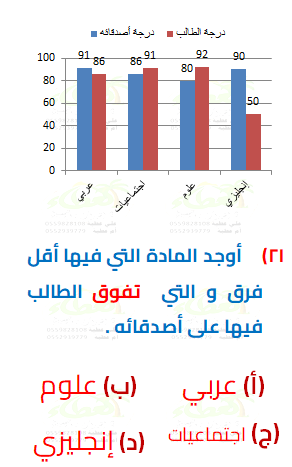 درجة الطالب درجة أصدقائه
100
80
60
40
20
0
91 86 86 91 80 92 90 50
عربي اجتماعيات علوم إنجليزي
٢١) أوجد المادة التي فيها أقل
فرق و التي تفوق الطالب
فيها على أصدقائه .
(أ) عربي (ب) علوم
(ج) اجتماعيات (د) إنجليزي